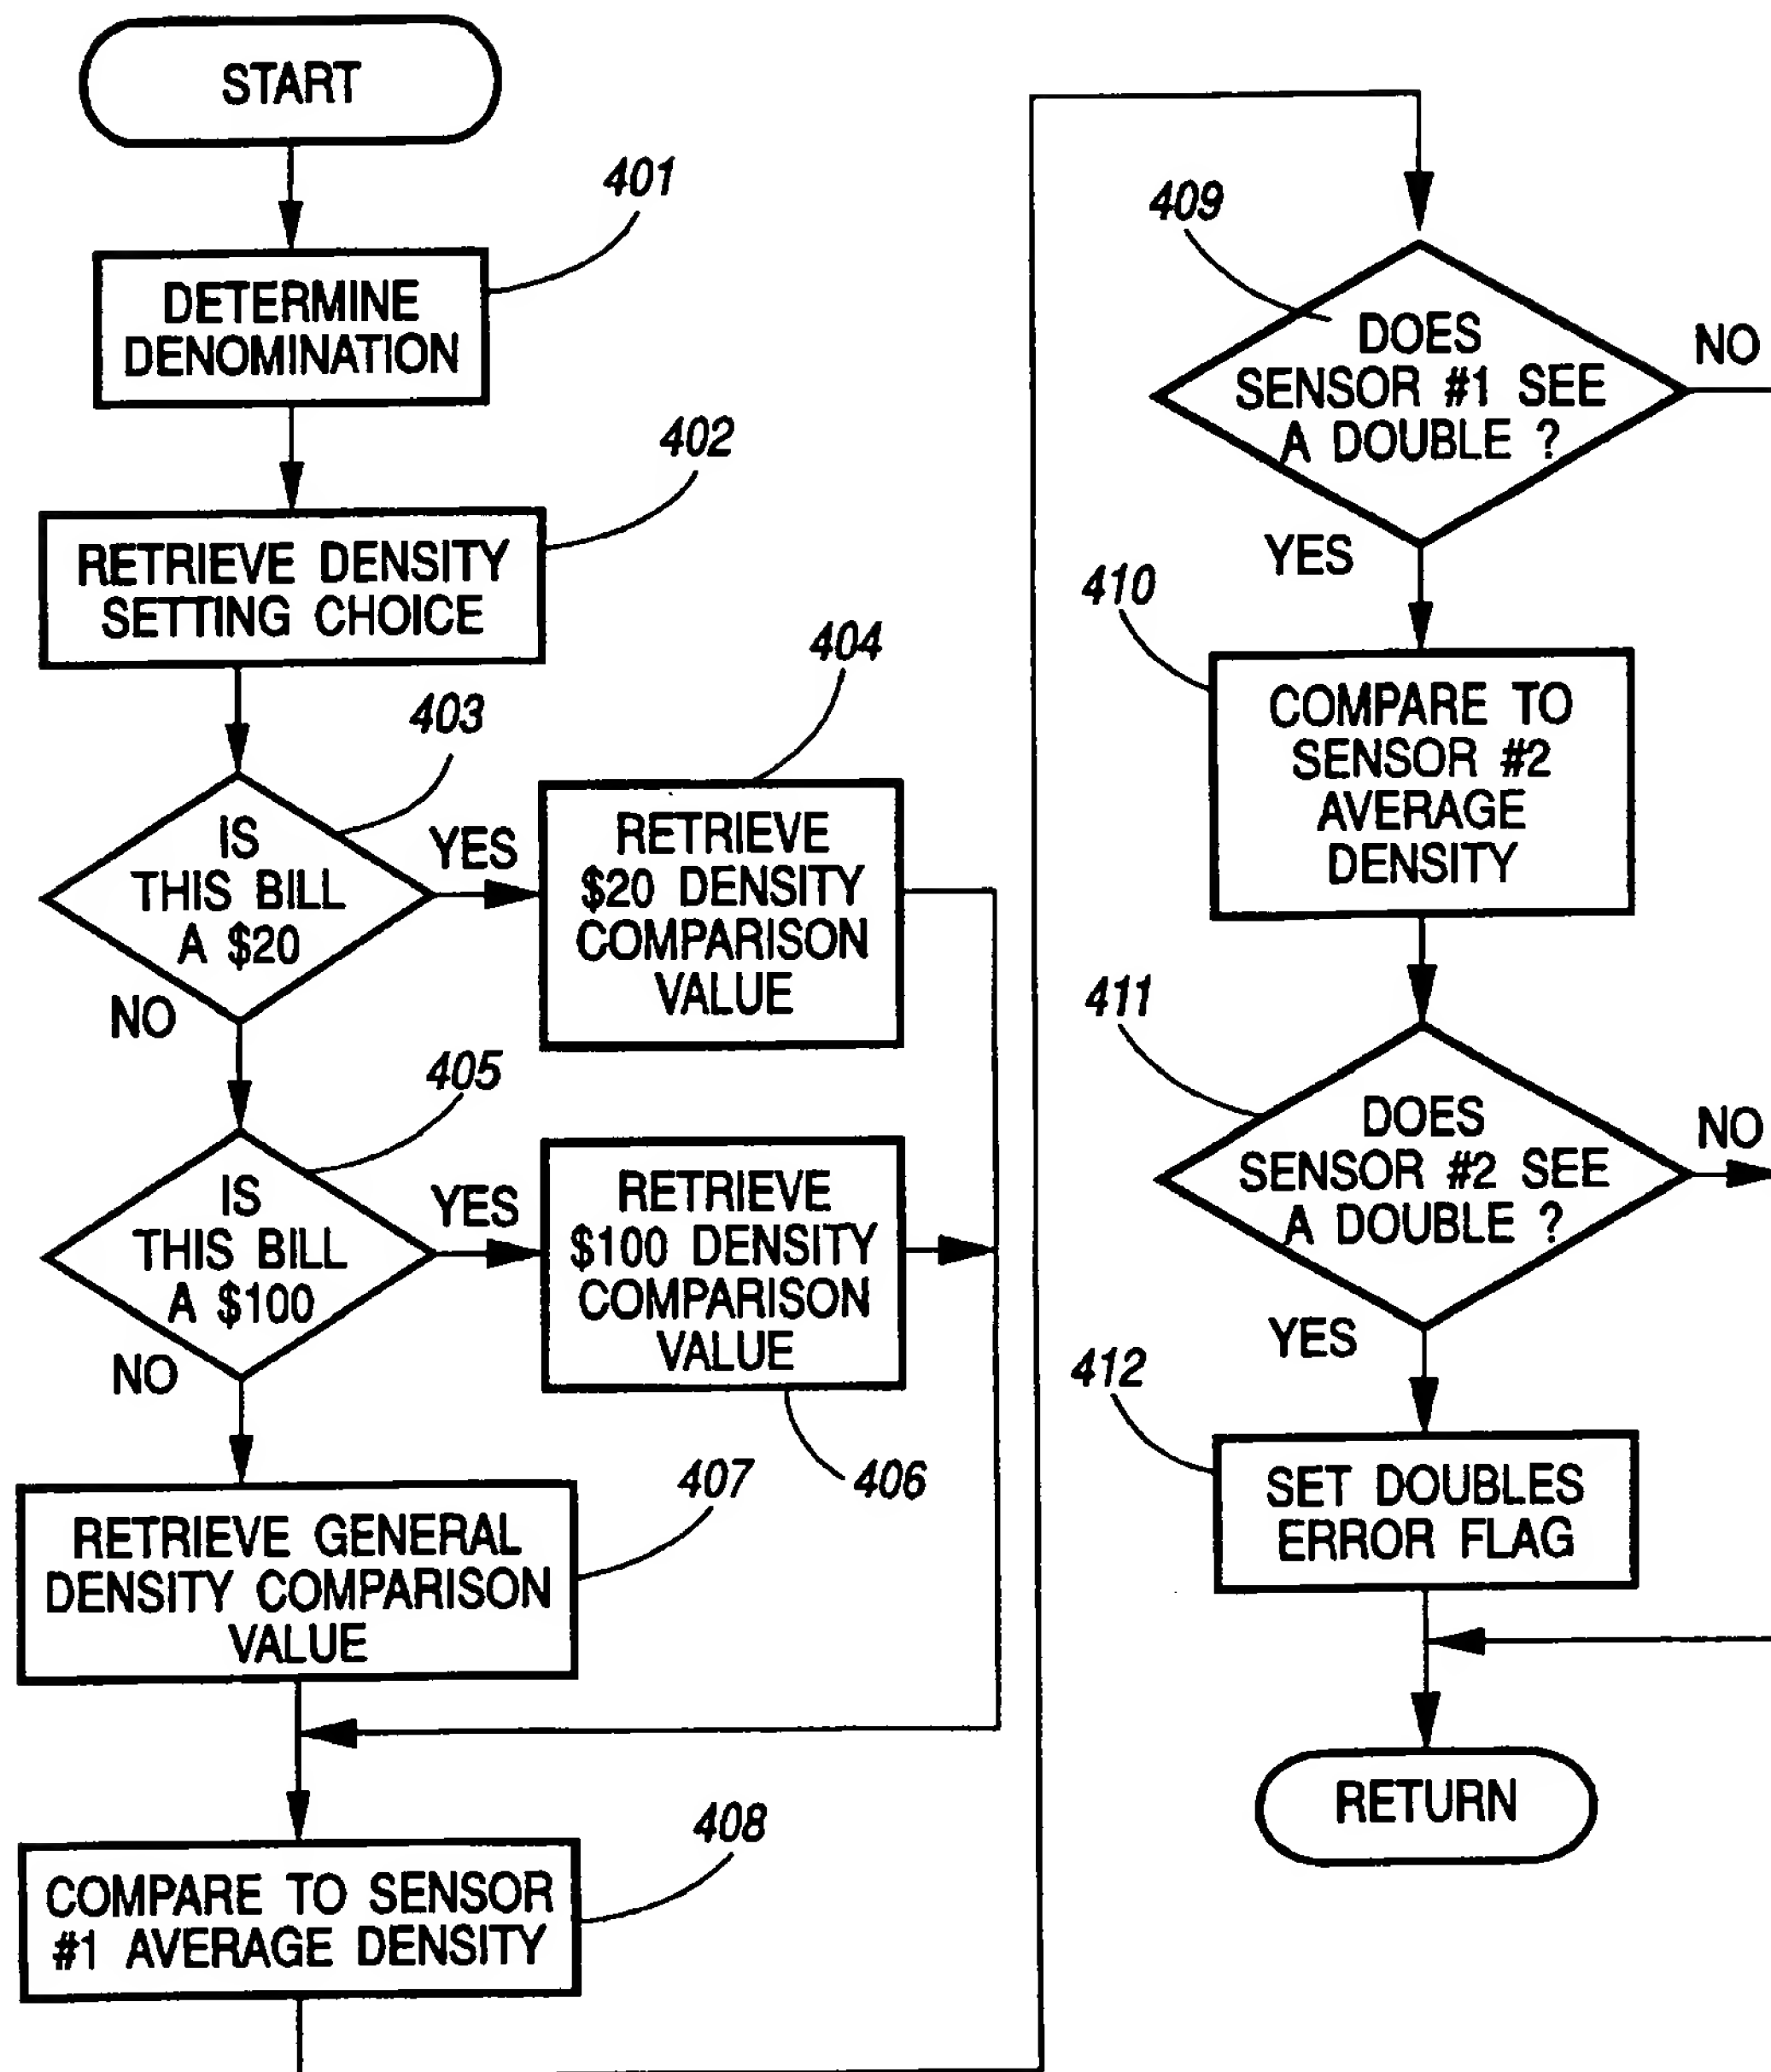 START
401
DETERMINE
DENOMINATION
402
RETRIEVE DENSITY
SETTING CHOICE
403
IS
THIS BILL
A $20
YES
NO
404
RETRIEVE
$20 DENSITY
COMPARISON
VALUE
405
IS
THIS BILL
A $100
YES
NO
RETRIEVE
$100 DENSITY
COMPARISON
VALUE
406
407
RETRIEVE GENERAL
DENSITY COMPARISON
VALUE
408
COMPARE TO SENSOR
#1 AVERAGE DENSITY
409
DOES
SENSOR #1 SEE
A DOUBLE ?
NO
YES
410
COMPARE TO
SENSOR #2
AVERAGE
DENSITY
411
DOES
SENSOR #2 SEE
A DOUBLE ?
NO
YES
412
SET DOUBLES
ERROR FLAG
RETURN